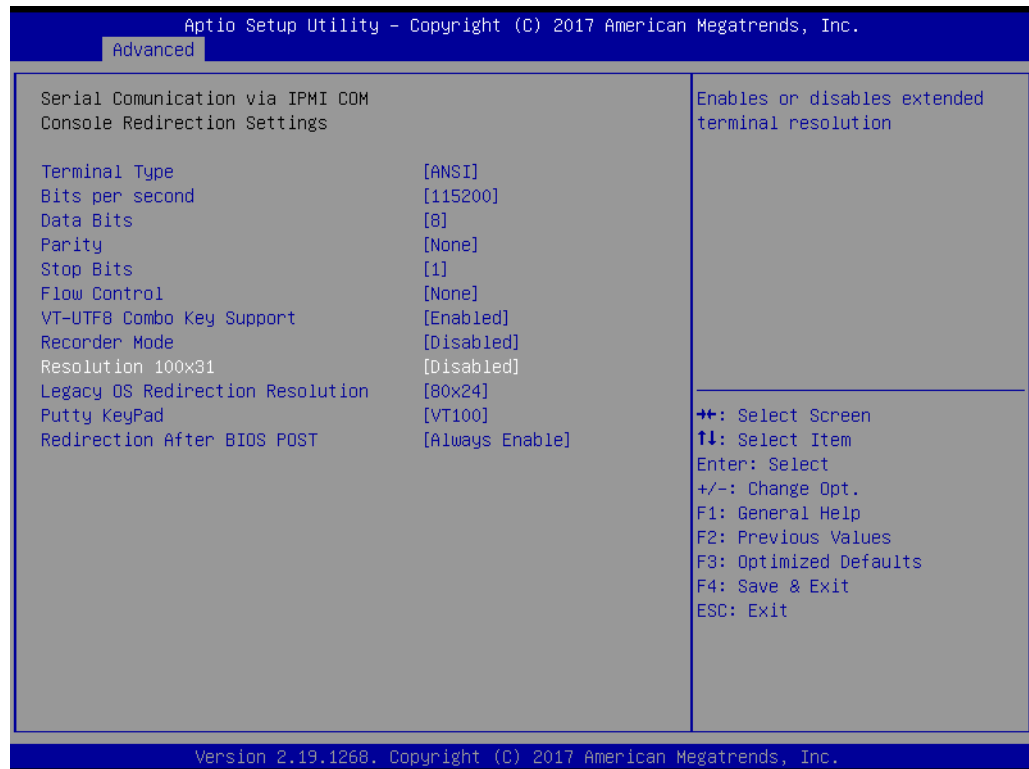 Aptio Setup Utility – Copyright (C) 2017 American Megatrends, Inc.
Advanced
Serial Comunication via IPMI COM
Console Redirection Settings
Terminal Type [ANSI]
Bits per second [115200]
Data Bits [8]
Parity [None]
Stop Bits [1]
Flow Control [None]
VT-UTF8 Combo Key Support [Enabled]
Recorder Mode [Disabled]
Resolution 100x31 [Disabled]
Legacy OS Redirection Resolution [80x24]
Putty KeyPad [VT100]
Redirection After BIOS POST [Always Enable]
Enables or disables extended
terminal resolution
→←: Select Screen
↑↓: Select Item
Enter: Select
+/-: Change Opt.
F1: General Help
F2: Previous Values
F3: Optimized Defaults
F4: Save & Exit
ESC: Exit
Version 2.19.1268. Copyright (C) 2017 American Megatrends, Inc.